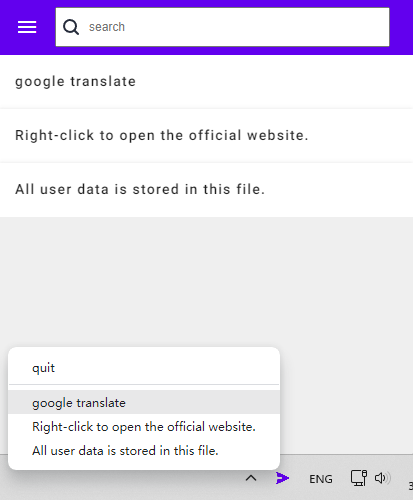 search
google translate
Right-click to open the official website.
All user data is stored in this file.
quit
google translate
Right-click to open the official website.
All user data is stored in this file.
ENG
3